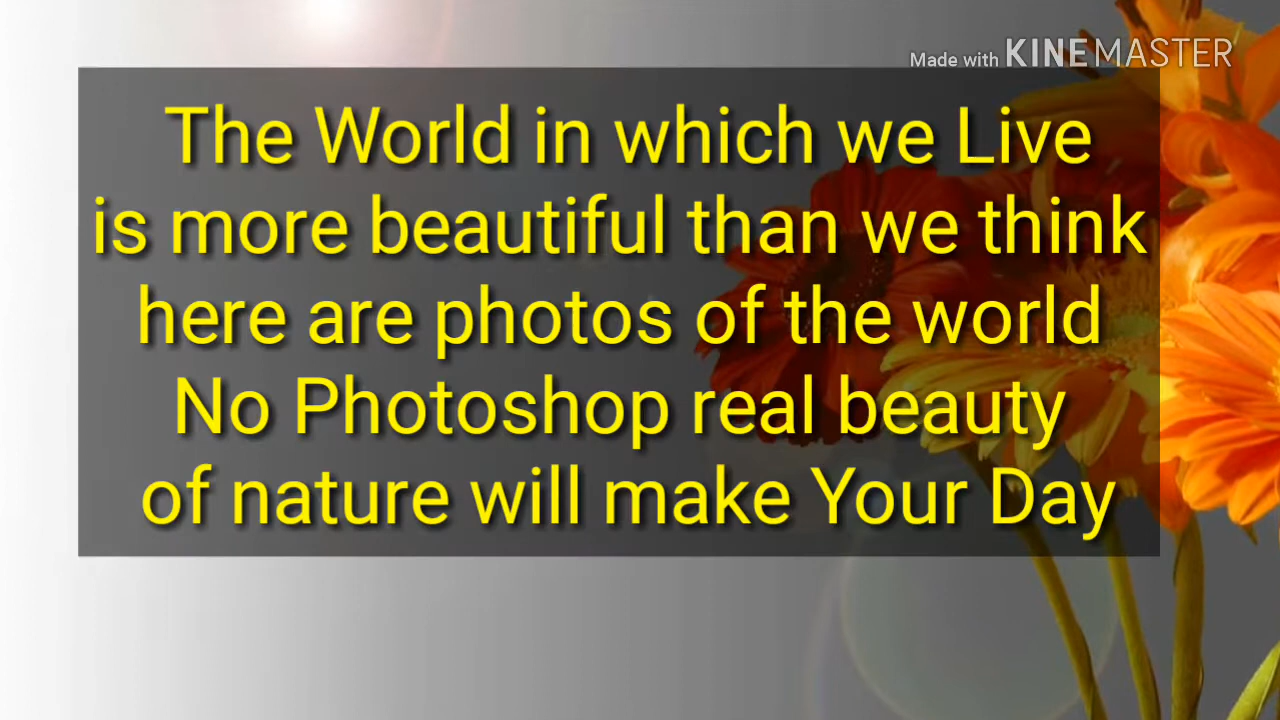 Made with KINEMASTER
The World in which we Live
is more beautiful than we think
here are photos of the world
No Photoshop real beauty
of nature will make Your Day